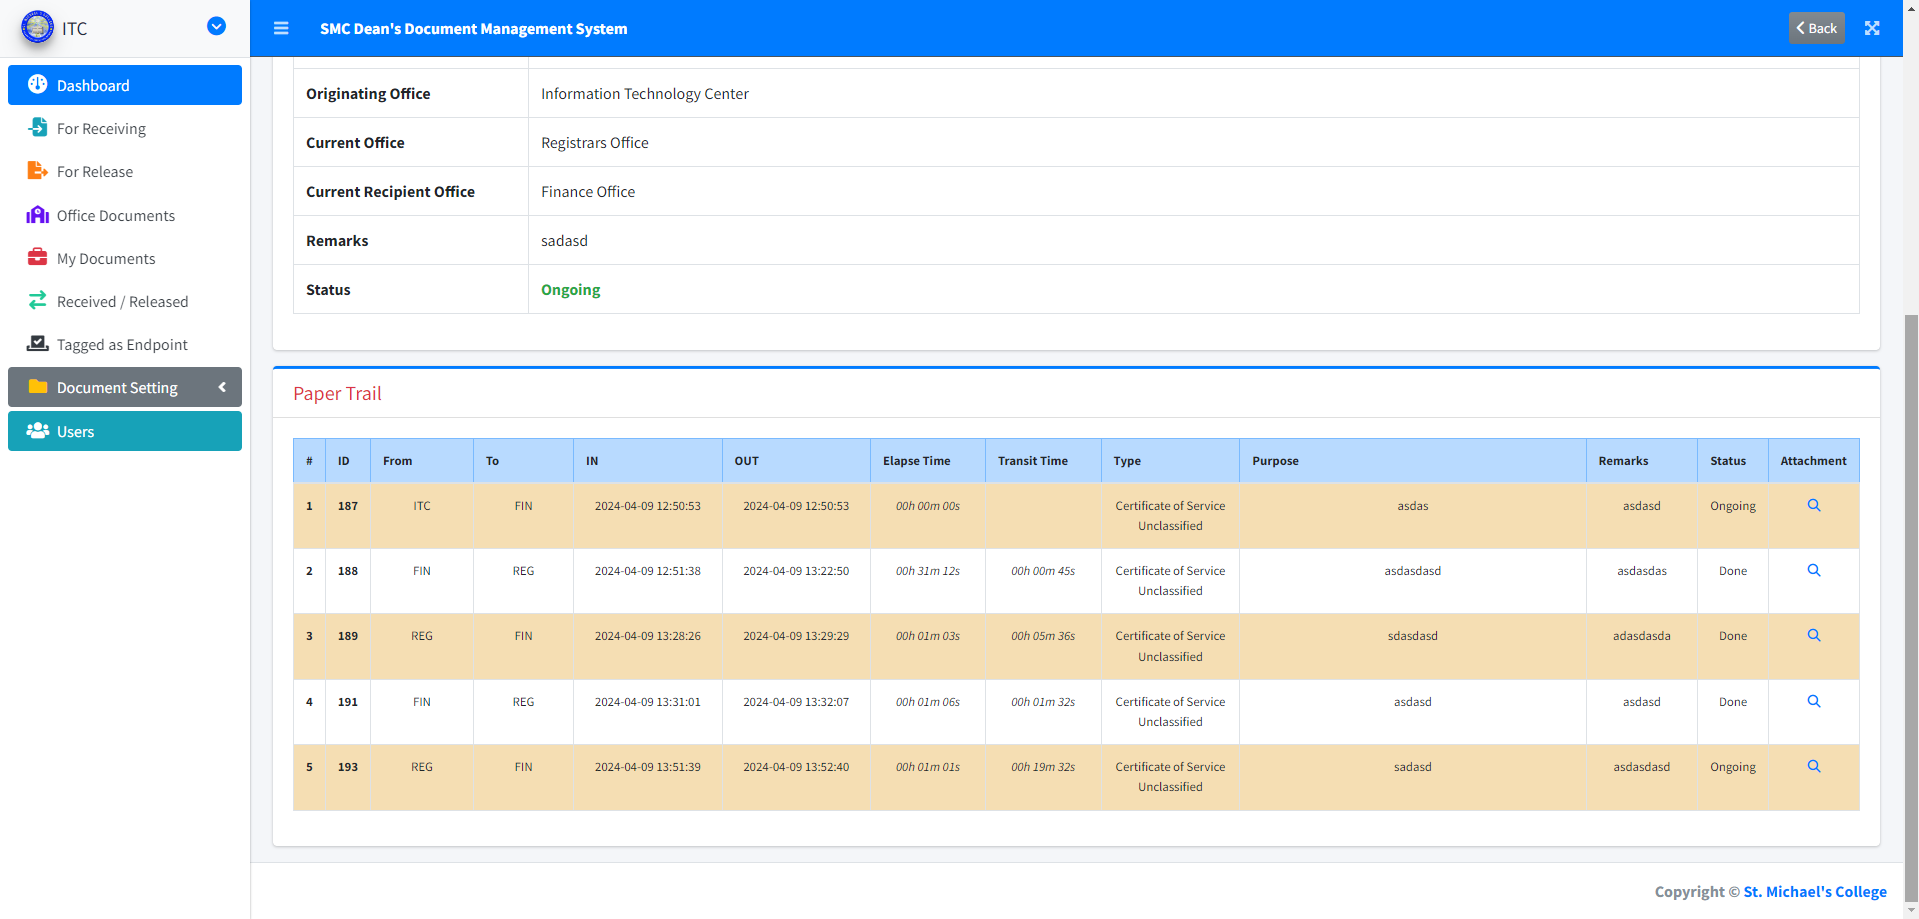 ITC
SMC Dean's Document Management System
Back
Dashboard
For Receiving
For Release
Office Documents
My Documents
Received / Released
Tagged as Endpoint
Document Setting
Users
Originating Office Information Technology Center
Current Office Registrars Office
Current Recipient Office Finance Office
Remarks sadasd
Status Ongoing
Paper Trail
# ID From To IN OUT Elapse Time Transit Time Type Purpose Remarks Status Attachment
1 187 ITC FIN 2024-04-09 12:50:53 2024-04-09 12:50:53 00h 00m 00s Certificate of Service asdas asdasd Ongoing
Unclassified
2 188 FIN REG 2024-04-09 12:51:38 2024-04-09 13:22:50 00h 31m 12s 00h 00m 45s Certificate of Service asdasdasd asdasdas Done
Unclassified
3 189 REG FIN 2024-04-09 13:28:26 2024-04-09 13:29:29 00h 01m 03s 00h 05m 36s Certificate of Service sdasdasd adasdasda Done
Unclassified
4 191 FIN REG 2024-04-09 13:31:01 2024-04-09 13:32:07 00h 01m 06s 00h 01m 32s Certificate of Service asdasd asdasd Done
Unclassified
5 193 REG FIN 2024-04-09 13:51:39 2024-04-09 13:52:40 00h 01m 01s 00h 19m 32s Certificate of Service sadasd asdasdasd Ongoing
Unclassified
Copyright © St. Michael's College